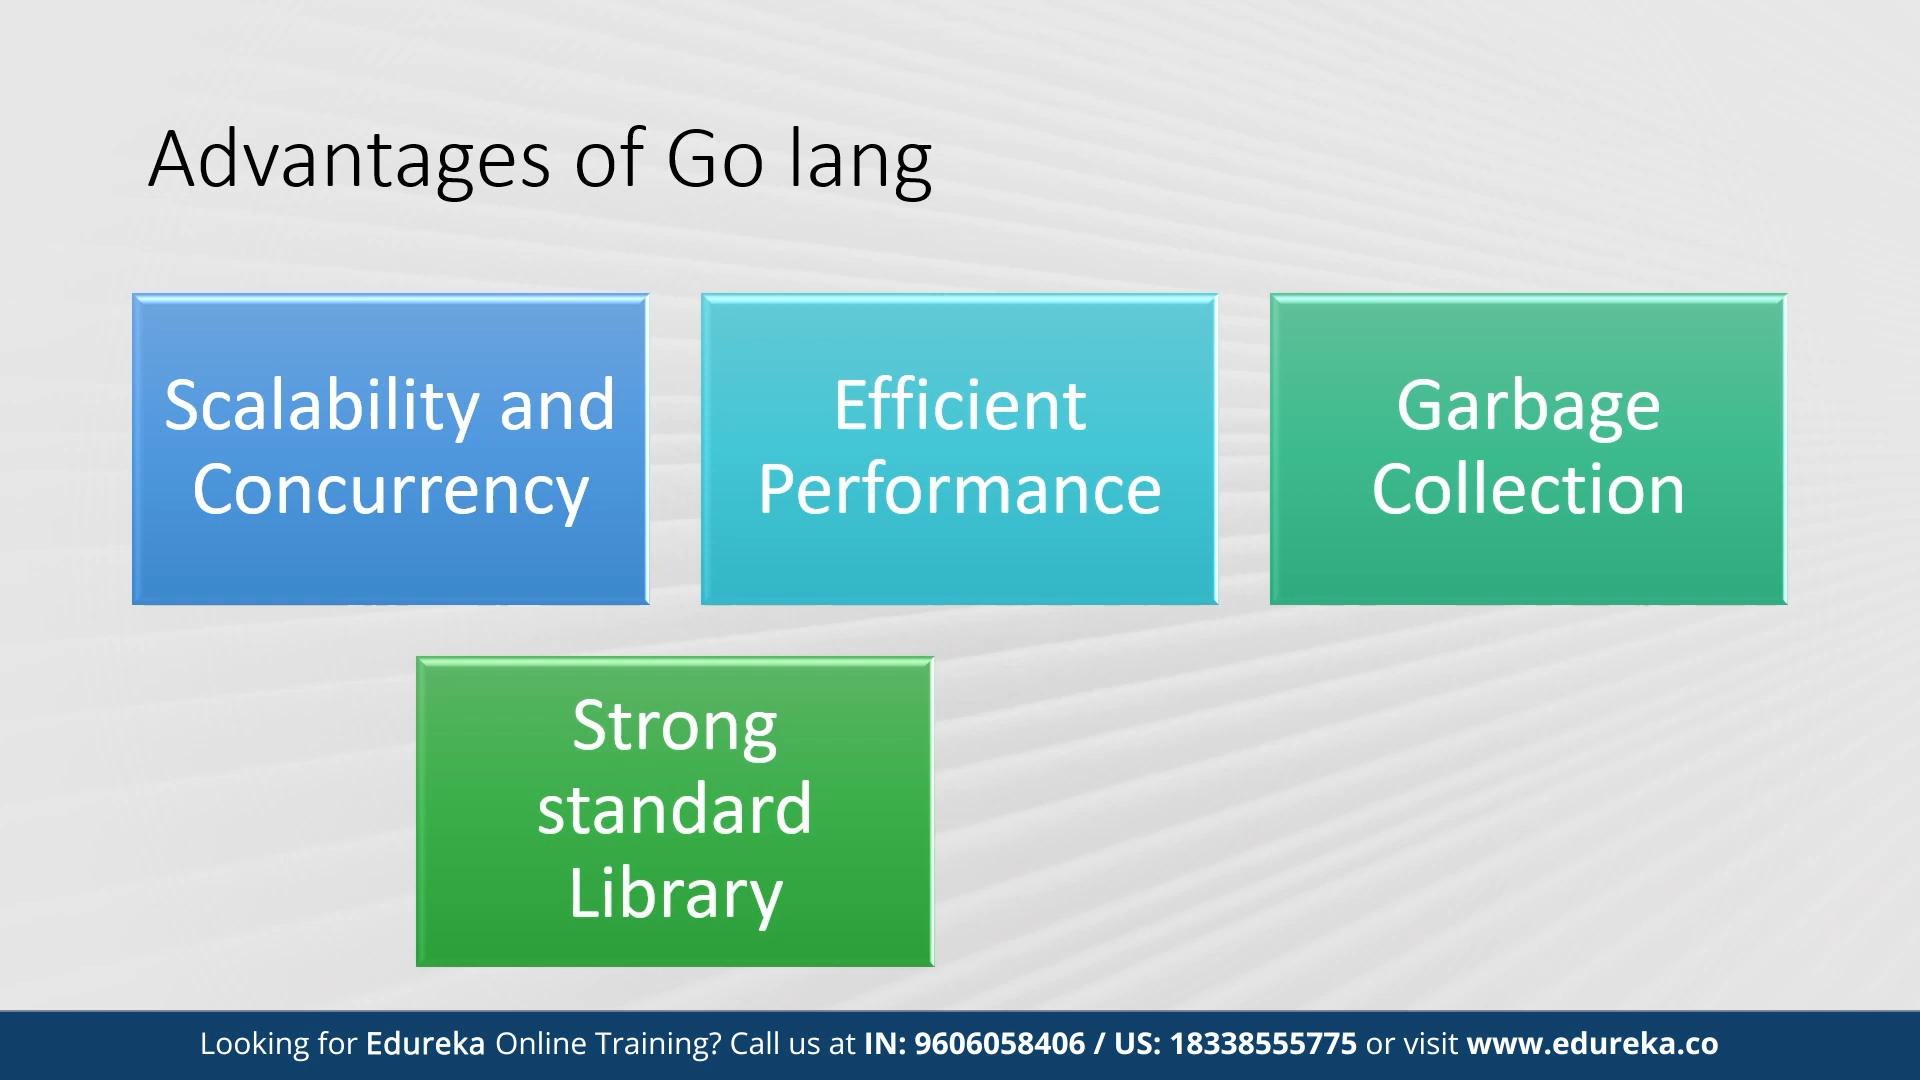 Advantages of Go lang
Scalability and
Concurrency
Efficient
Performance
Garbage
Collection
Strong
standard
Library
Looking for Edureka Online Training? Call us at IN: 9606058406 / US: 18338555775 or visit www.edureka.co